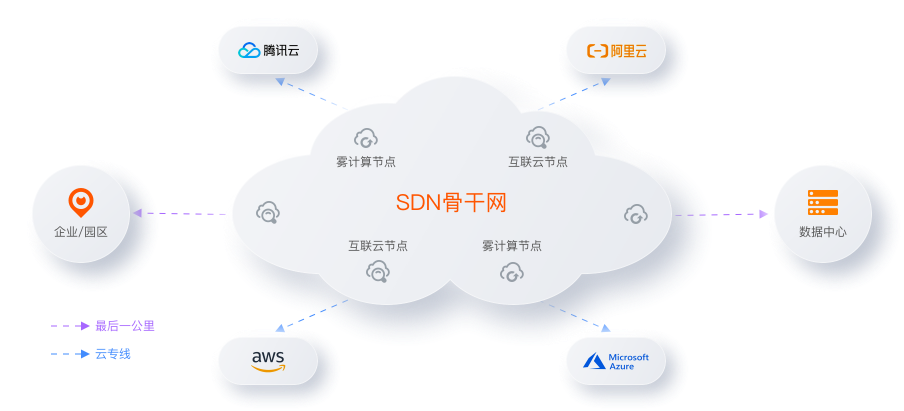 腾讯云
阿里云
雾计算节点
互联云节点
SDN骨干网
企业/园区
数据中心
互联云节点
雾计算节点
最后一公里
云专线
aws
Microsoft
Azure